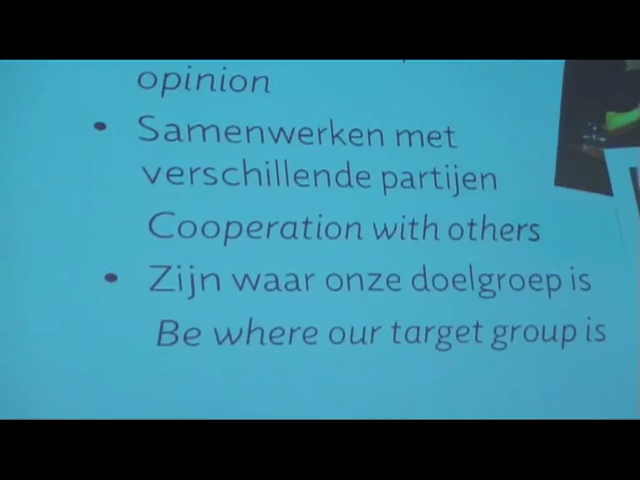 opinion
• Samenwerken met
verschillende partijen
Cooperation with others
• Zijn waar onze doelgroep is
Be where our target group is